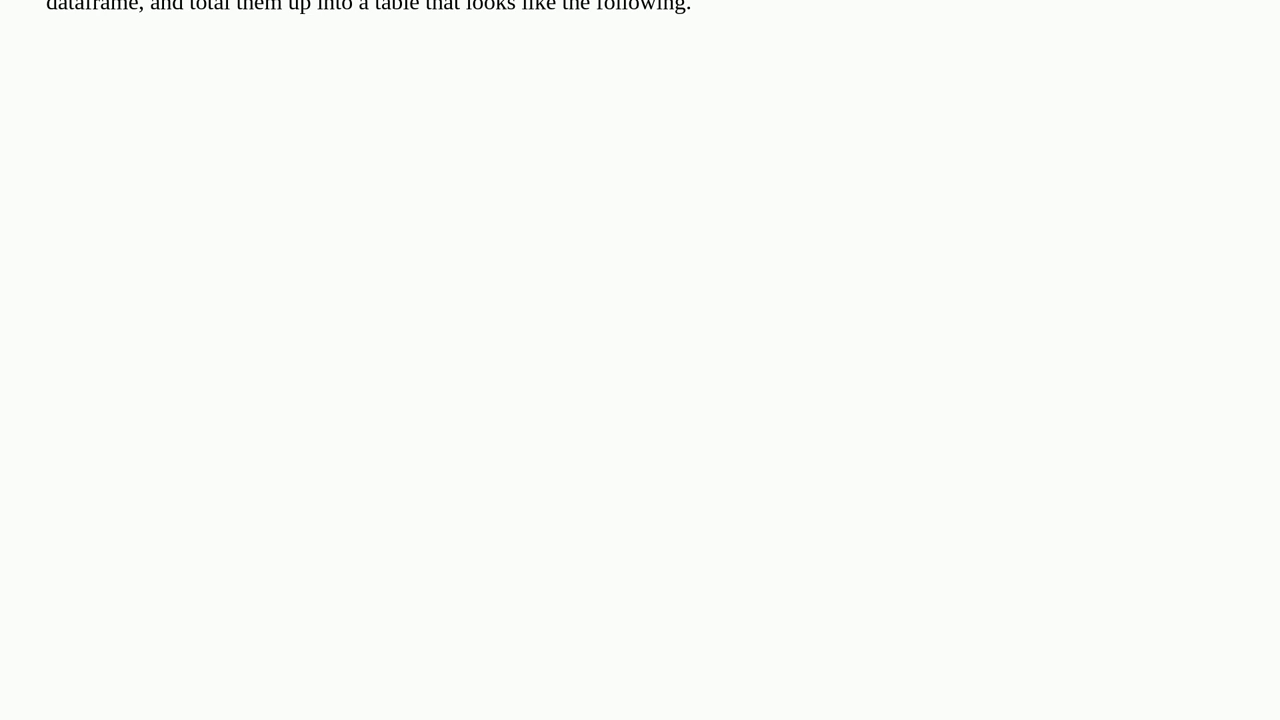 dataframe, and total them up into a table that looks like the following.